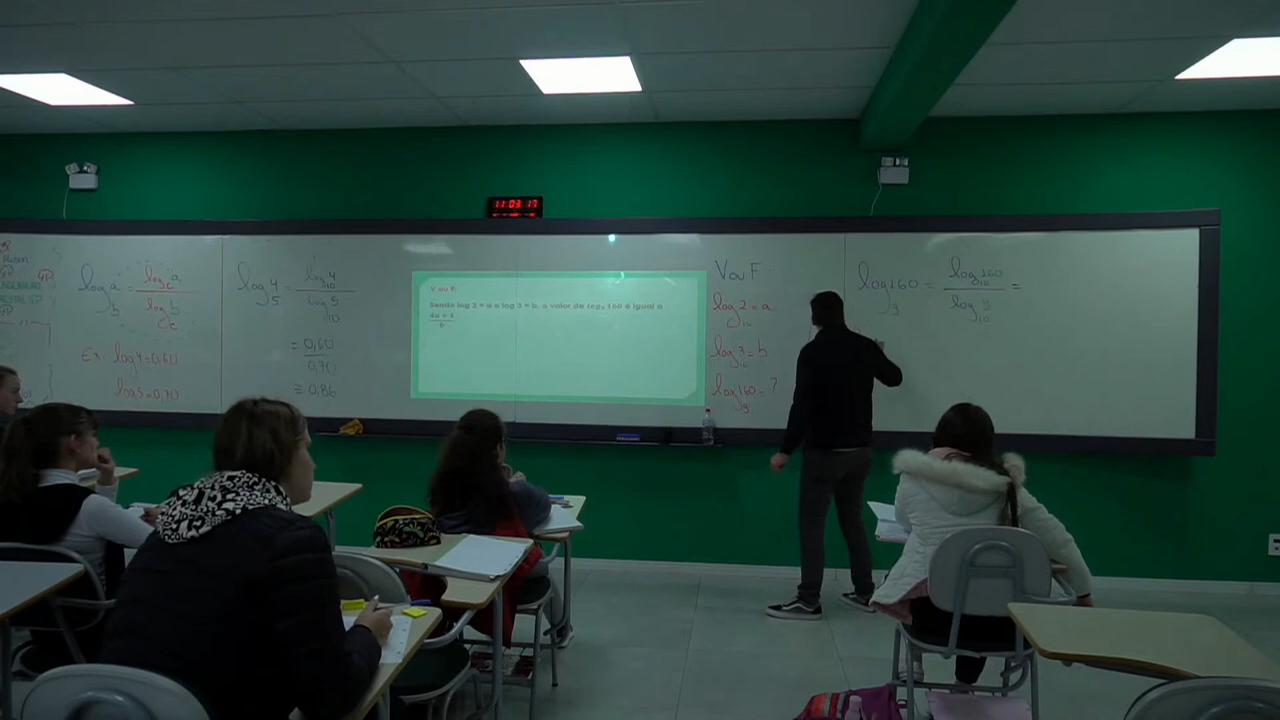 11:03 17
log_b a = log_c a / log_c b
Ex: log 4 = 0,60
log 5 = 0,70
log_5 4 = log_10 4 / log_10 5
= 0,60 / 0,70
≅ 0,86
V ou F:
Sendo log 2 = a e log 3 = b, o valor de log₉ 160 é igual a
4a + 1
V ou F
log_10 2 = a
log_10 3 = b
log_9 160 = ?
log_9 160 = log_10 160 / log_10 9 =